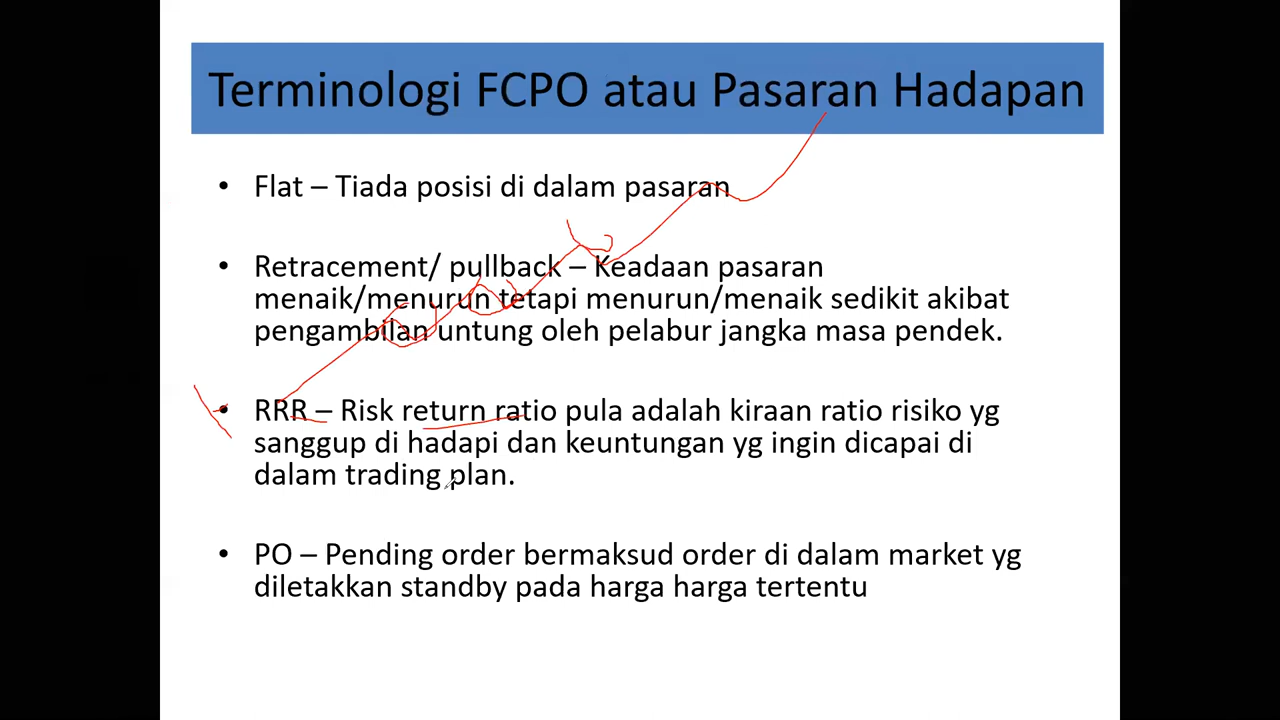 Terminologi FCPO atau Pasaran Hadapan
• Flat – Tiada posisi di dalam pasaran
• Retracement/ pullback – Keadaan pasaran
menaik/menurun tetapi menurun/menaik sedikit akibat
pengambilan untung oleh pelabur jangka masa pendek.
• RRR – Risk return ratio pula adalah kiraan ratio risiko yg
sanggup di hadapi dan keuntungan yg ingin dicapai di
dalam trading plan.
• PO – Pending order bermaksud order di dalam market yg
diletakkan standby pada harga harga tertentu